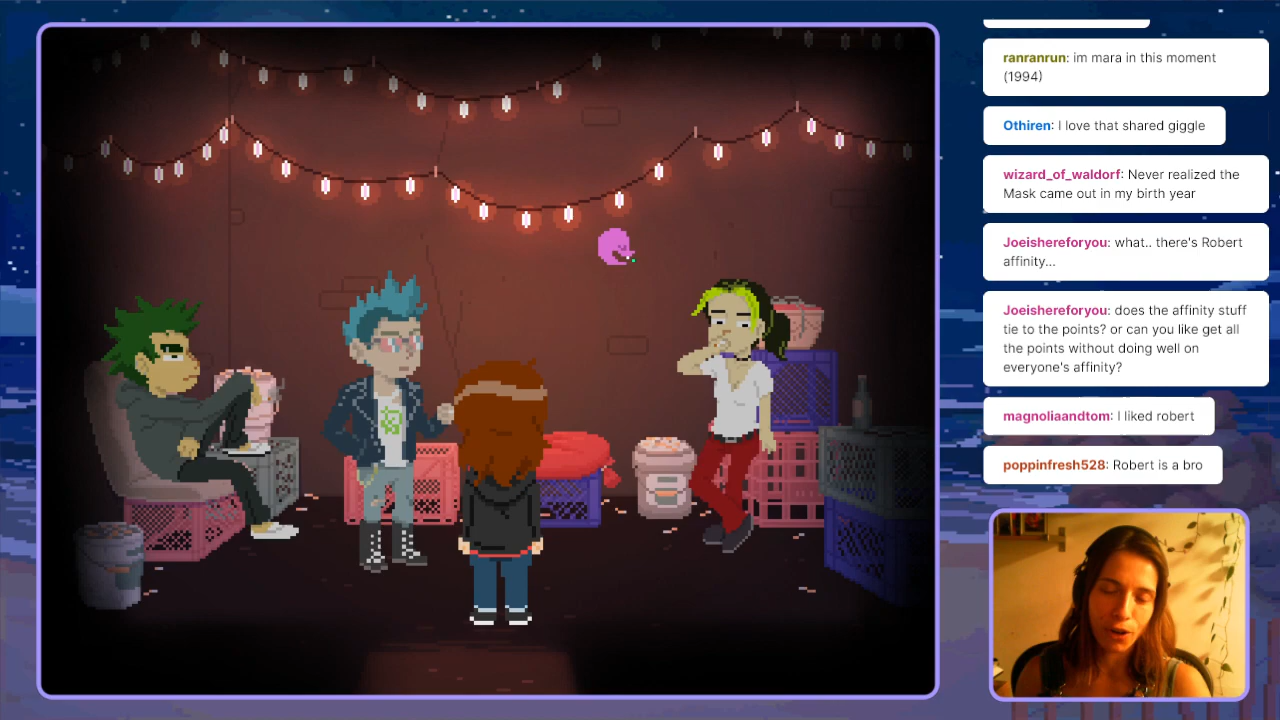 ranranrun: im mara in this moment
(1994)
Othiren: I love that shared giggle
wizard_of_waldorf: Never realized the
Mask came out in my birth year
Joeishereforyou: what.. there's Robert
affinity...
Joeishereforyou: does the affinity stuff
tie to the points? or can you like get all
the points without doing well on
everyone's affinity?
magnoliaandtom: I liked robert
poppinfresh528: Robert is a bro